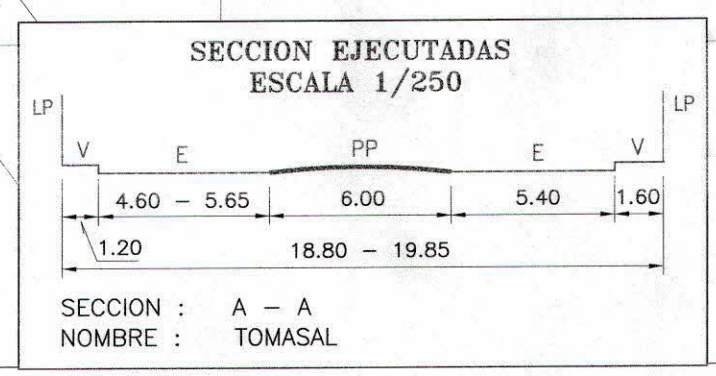 SECCION EJECUTADAS
ESCALA 1/250
LP
LP
V E PP E V
4.60 - 5.65 6.00 5.40 1.60
1.20 18.80 - 19.85
SECCION : A - A
NOMBRE : TOMASAL